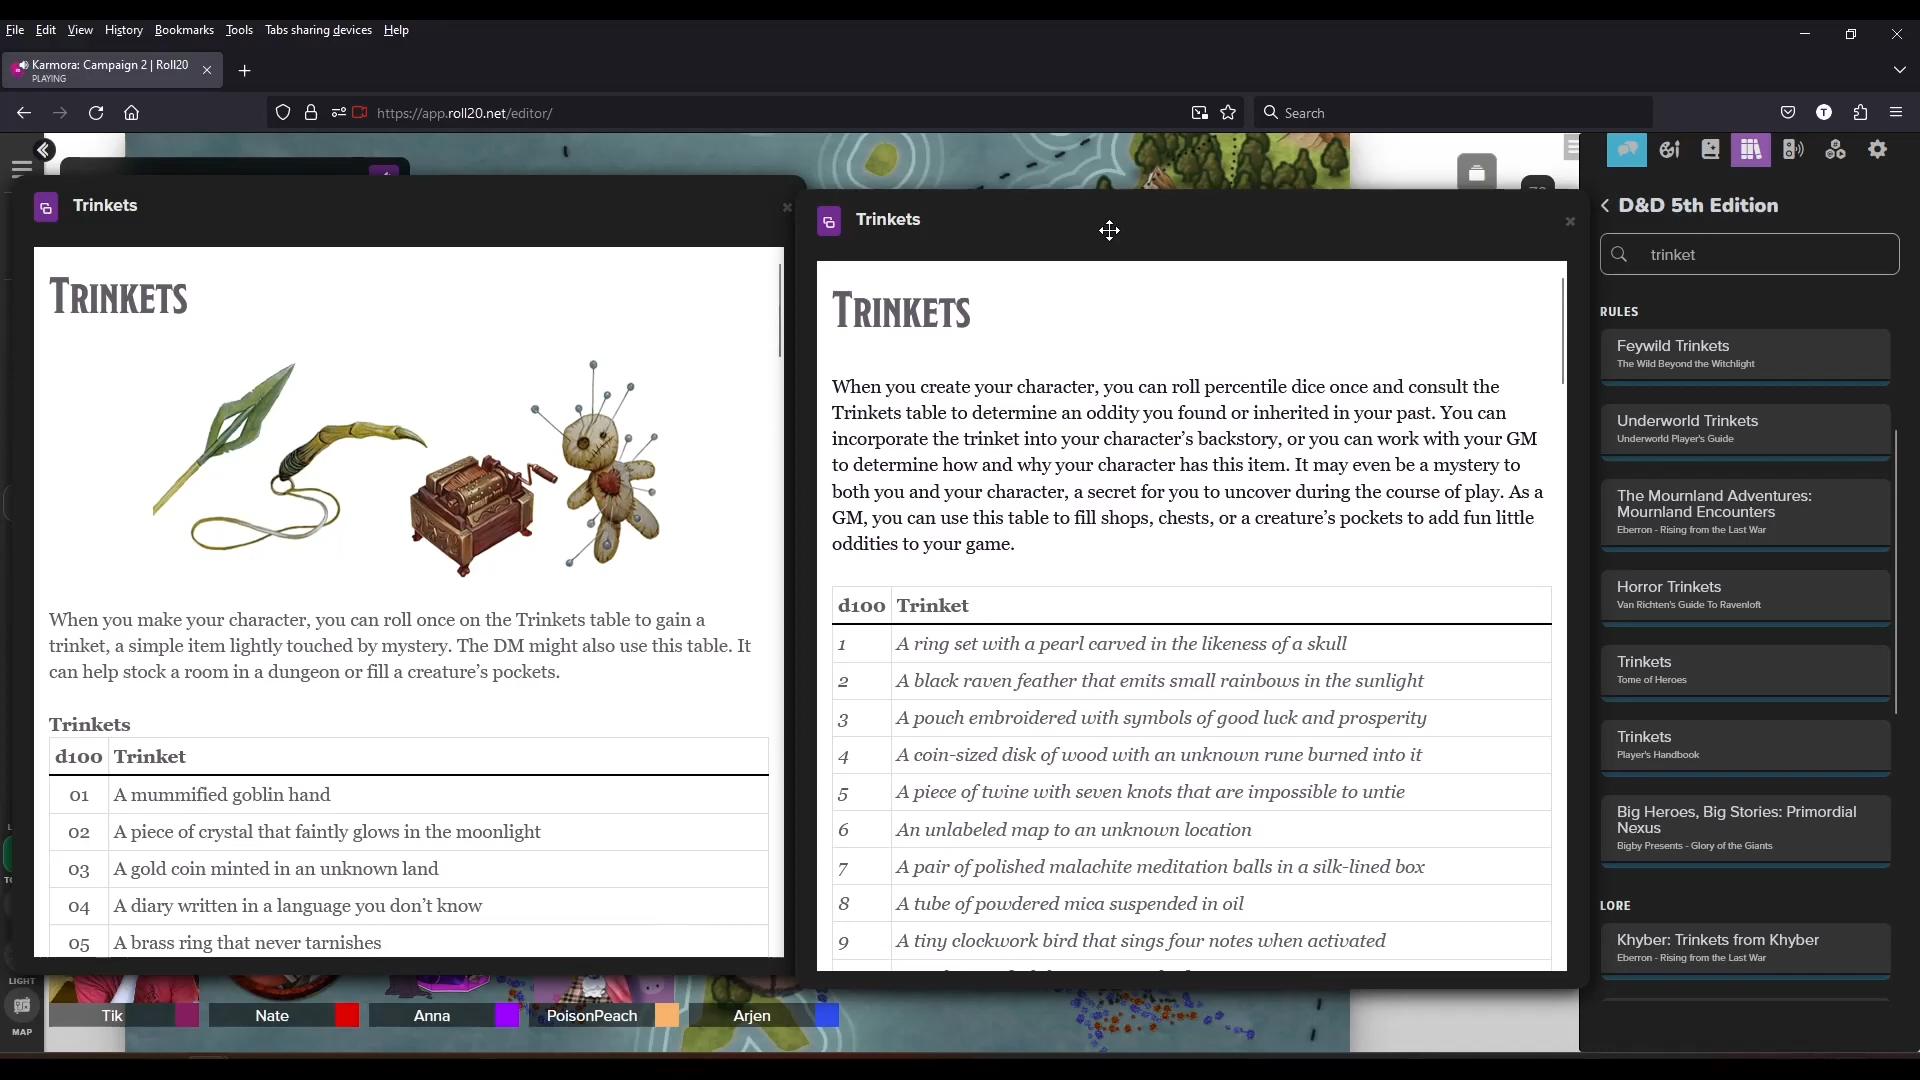 File Edit View History Bookmarks Tools Tabs sharing devices Help
Karmora: Campaign 2 | Roll20
PLAYING
https://app.roll20.net/editor/
Search
T
Trinkets
TRINKETS
When you make your character, you can roll once on the Trinkets table to gain a
trinket, a simple item lightly touched by mystery. The DM might also use this table. It
can help stock a room in a dungeon or fill a creature’s pockets.
Trinkets
d100 Trinket
01 A mummified goblin hand
02 A piece of crystal that faintly glows in the moonlight
03 A gold coin minted in an unknown land
04 A diary written in a language you don’t know
05 A brass ring that never tarnishes
Trinkets
TRINKETS
When you create your character, you can roll percentile dice once and consult the
Trinkets table to determine an oddity you found or inherited in your past. You can
incorporate the trinket into your character’s backstory, or you can work with your GM
to determine how and why your character has this item. It may even be a mystery to
both you and your character, a secret for you to uncover during the course of play. As a
GM, you can use this table to fill shops, chests, or a creature’s pockets to add fun little
oddities to your game.
d100 Trinket
1 A ring set with a pearl carved in the likeness of a skull
2 A black raven feather that emits small rainbows in the sunlight
3 A pouch embroidered with symbols of good luck and prosperity
4 A coin-sized disk of wood with an unknown rune burned into it
5 A piece of twine with seven knots that are impossible to untie
6 An unlabeled map to an unknown location
7 A pair of polished malachite meditation balls in a silk-lined box
8 A tube of powdered mica suspended in oil
9 A tiny clockwork bird that sings four notes when activated
D&D 5th Edition
trinket
RULES
Feywild Trinkets
The Wild Beyond the Witchlight
Underworld Trinkets
Underworld Player's Guide
The Mournland Adventures:
Mournland Encounters
Eberron - Rising from the Last War
Horror Trinkets
Van Richten's Guide To Ravenloft
Trinkets
Tome of Heroes
Trinkets
Player's Handbook
Big Heroes, Big Stories: Primordial
Nexus
Bigby Presents - Glory of the Giants
LORE
Khyber: Trinkets from Khyber
Eberron - Rising from the Last War
LIGHT
MAP
Tik
Nate
Anna
PoisonPeach
Arjen